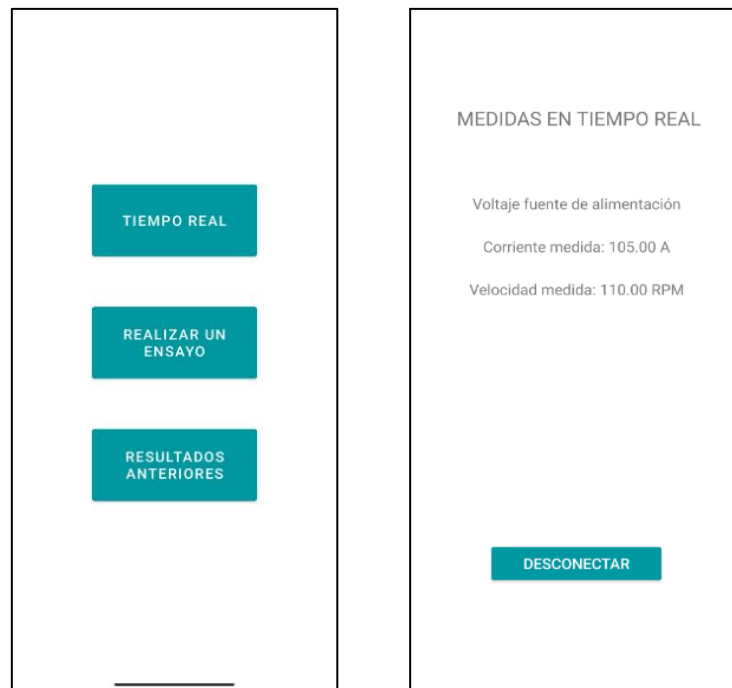 TIEMPO REAL
REALIZAR UN
ENSAYO
RESULTADOS
ANTERIORES
MEDIDAS EN TIEMPO REAL
Voltaje fuente de alimentación
Corriente medida: 105.00 A
Velocidad medida: 110.00 RPM
DESCONECTAR